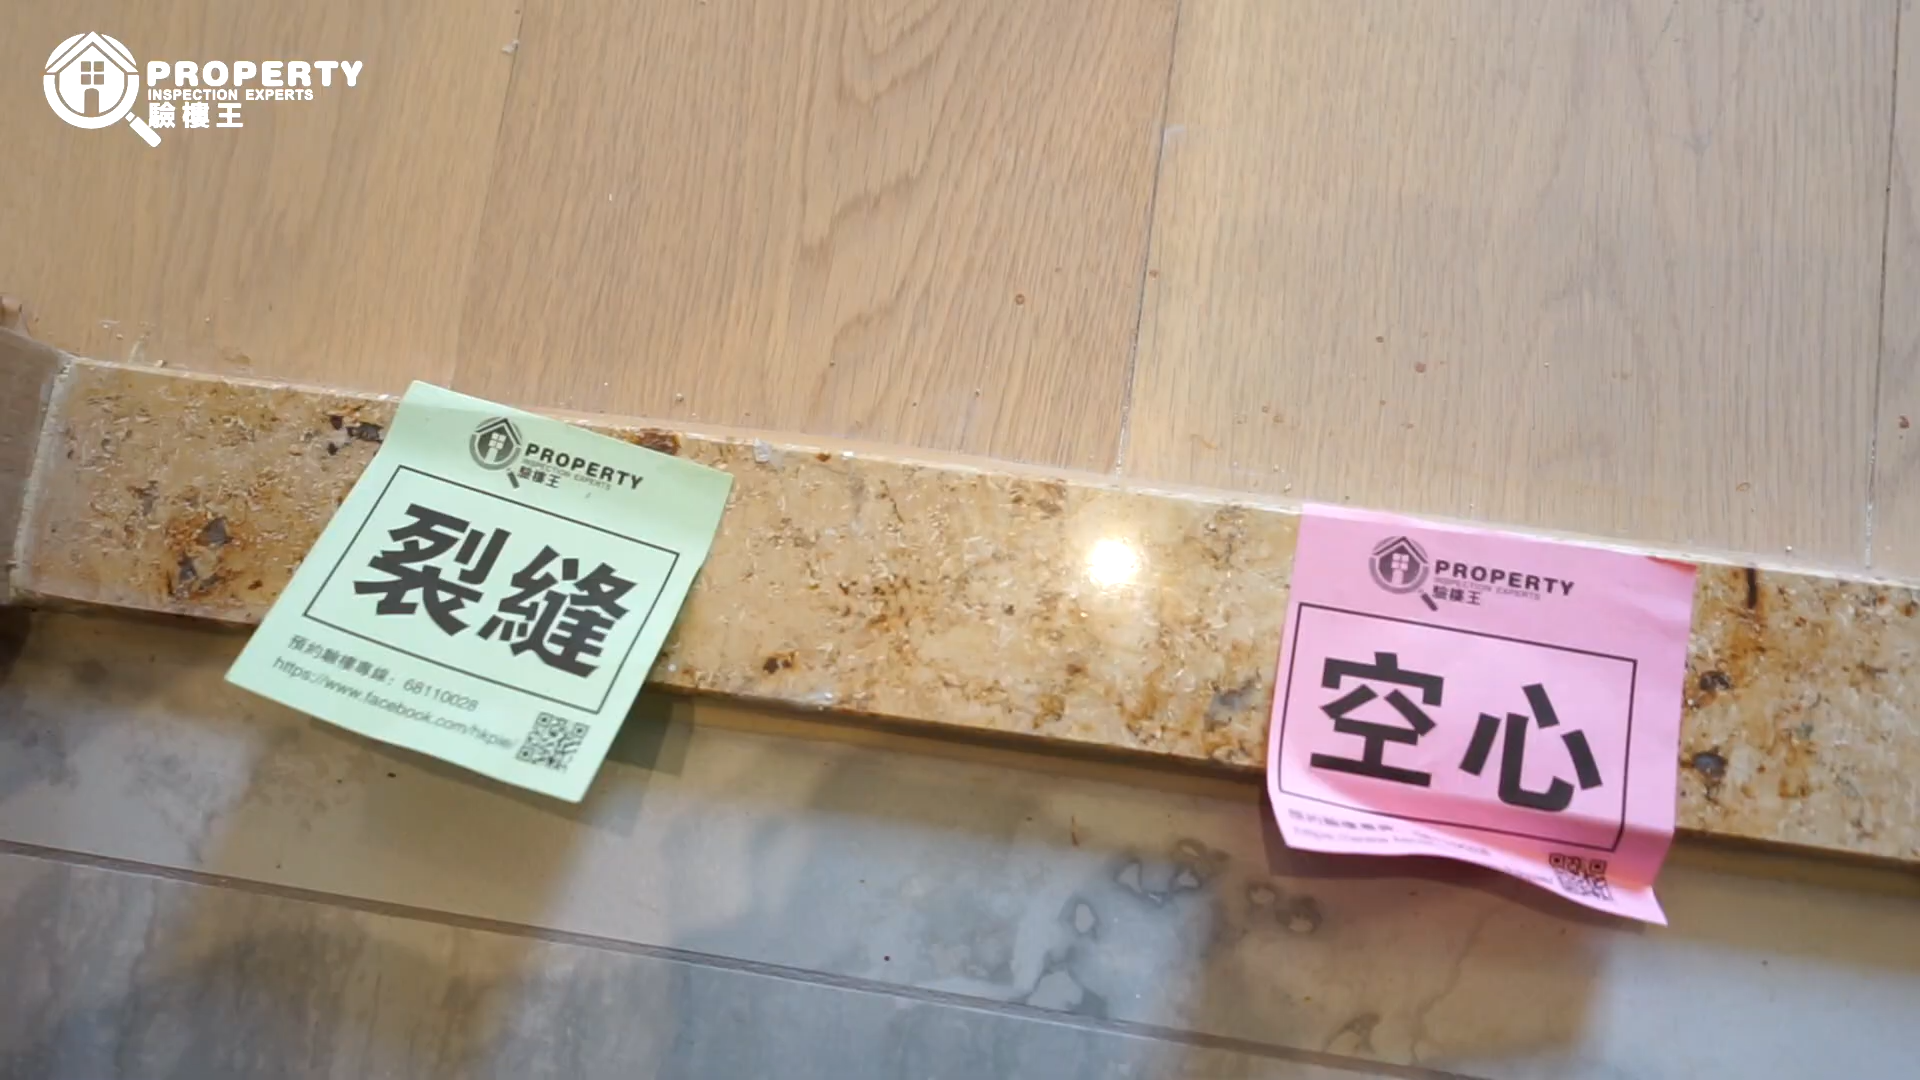 PROPERTY
INSPECTION EXPERTS
驗樓王
PROPERTY
INSPECTION EXPERTS
驗樓王
裂縫
預約驗樓專線：68110028
https://www.facebook.com/hkpie/
PROPERTY
INSPECTION EXPERTS
驗樓王
空心